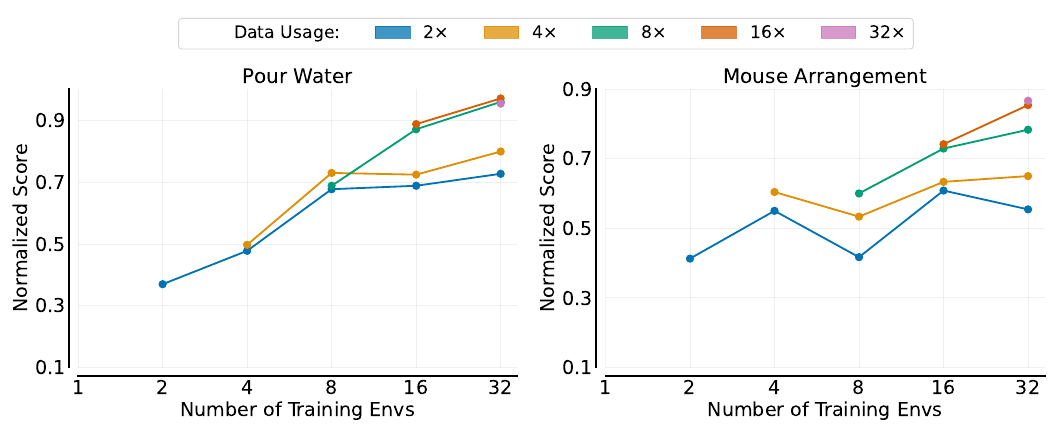 Data Usage: 2× 4× 8× 16× 32×
Pour Water
Normalized Score
0.9
0.7
0.5
0.3
0.1
1 2 4 8 16 32
Number of Training Envs
Mouse Arrangement
Normalized Score
0.9
0.7
0.5
0.3
0.1
1 2 4 8 16 32
Number of Training Envs